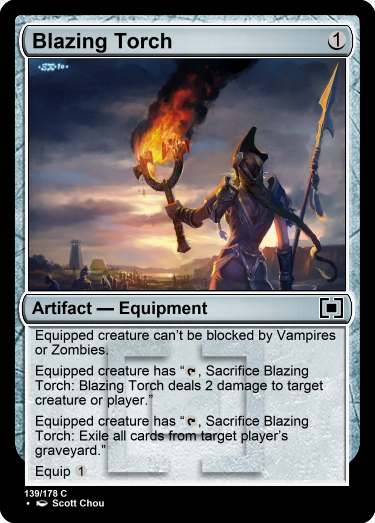 Blazing Torch 1
Artifact — Equipment
Equipped creature can't be blocked by Vampires
or Zombies.
Equipped creature has “, Sacrifice Blazing
Torch: Blazing Torch deals 2 damage to target
creature or player.”
Equipped creature has “, Sacrifice Blazing
Torch: Exile all cards from target player's
graveyard.”
Equip 1
139/178 C
• Scott Chou